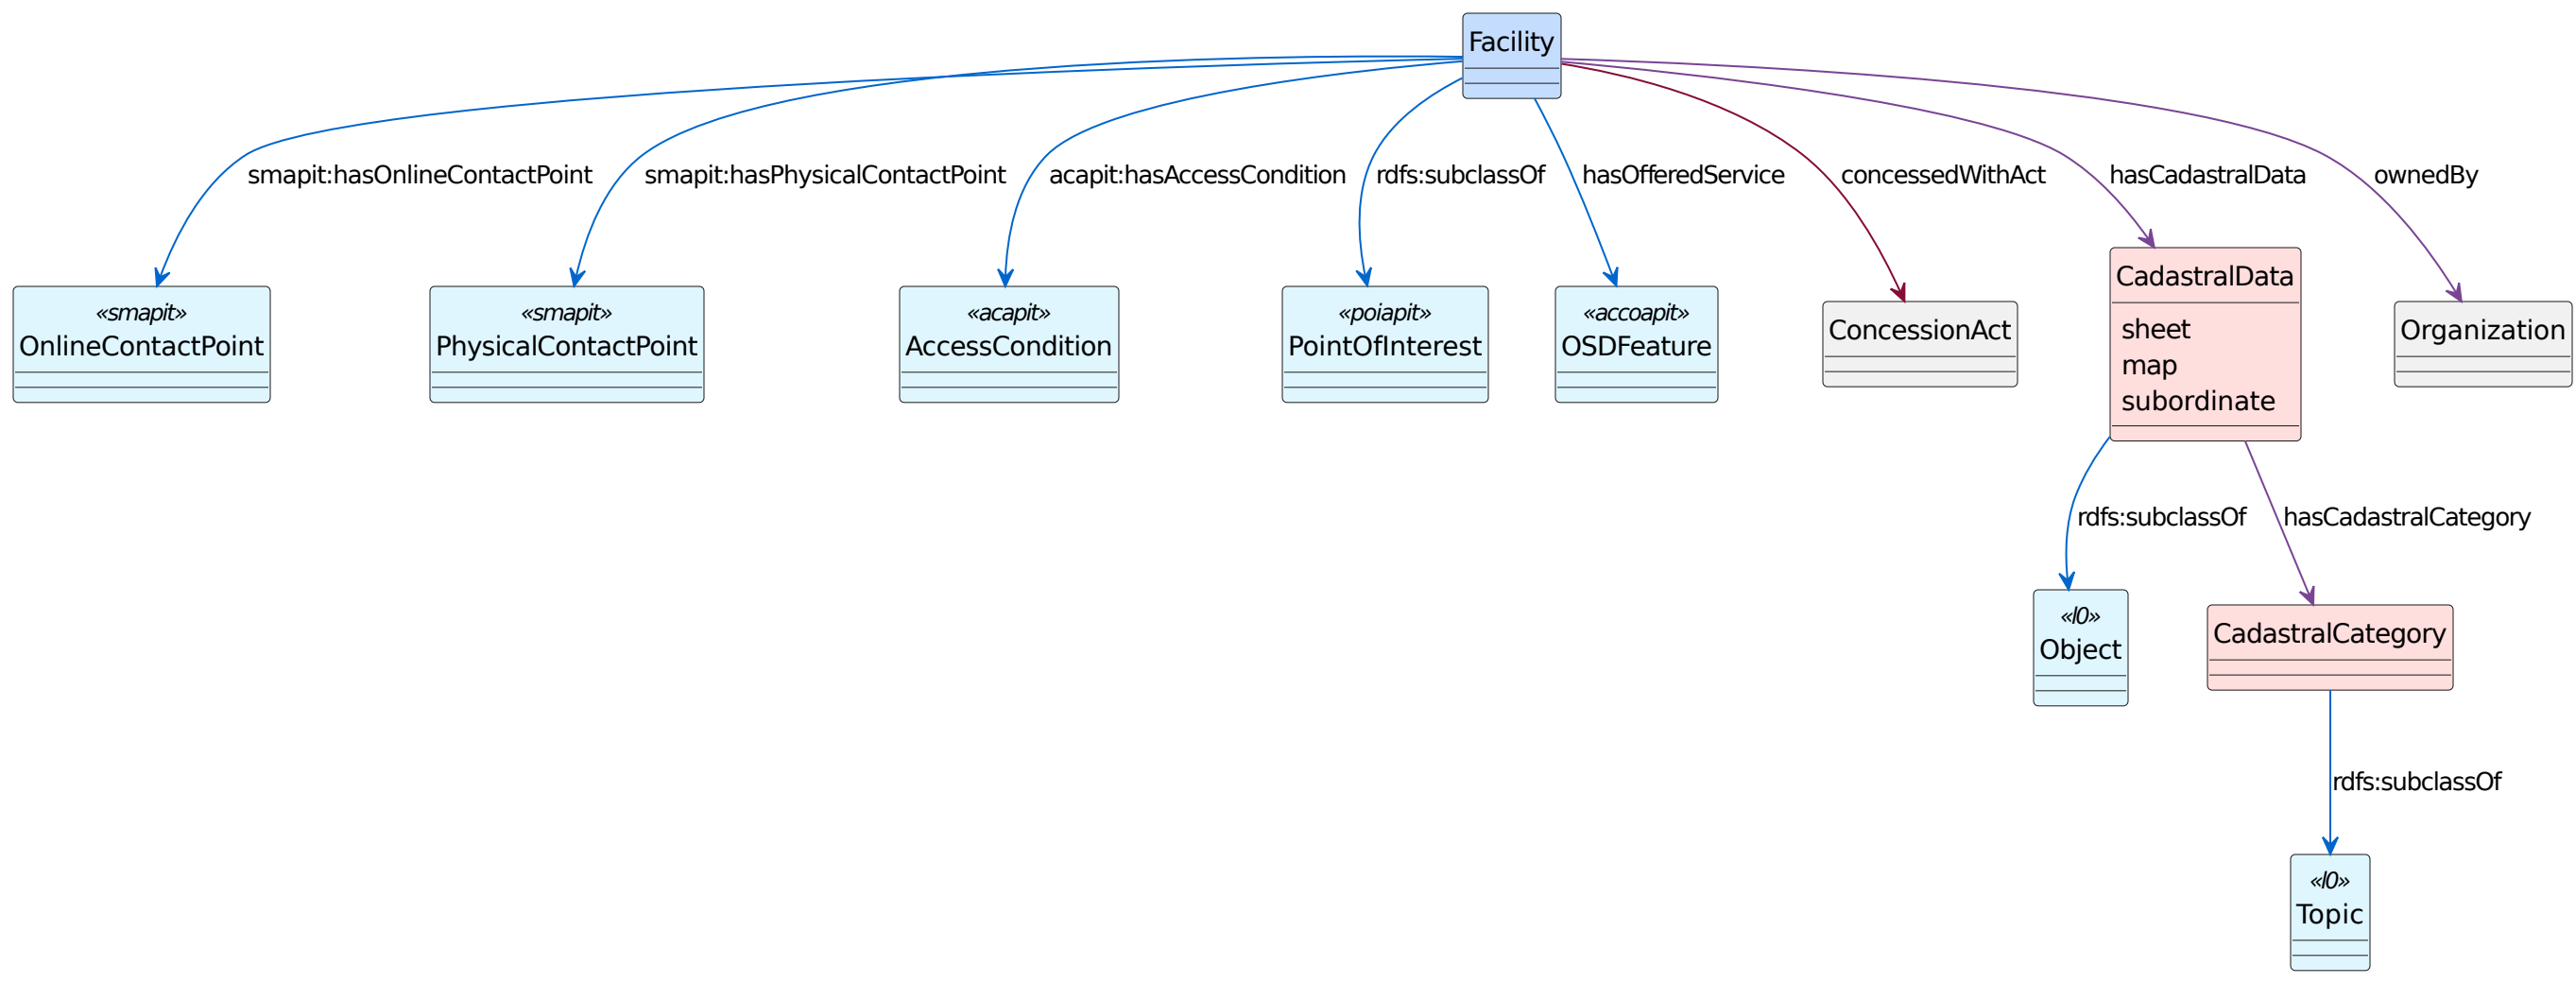 Facility
smapit:hasOnlineContactPoint
smapit:hasPhysicalContactPoint
acapit:hasAccessCondition
rdfs:subclassOf
hasOfferedService
concessedWithAct
hasCadastralData
ownedBy
«smapit»
OnlineContactPoint
«smapit»
PhysicalContactPoint
«acapit»
AccessCondition
«poiapit»
PointOfInterest
«accoapit»
OSDFeature
ConcessionAct
CadastralData
sheet
map
subordinate
Organization
rdfs:subclassOf
hasCadastralCategory
«l0»
Object
CadastralCategory
rdfs:subclassOf
«l0»
Topic